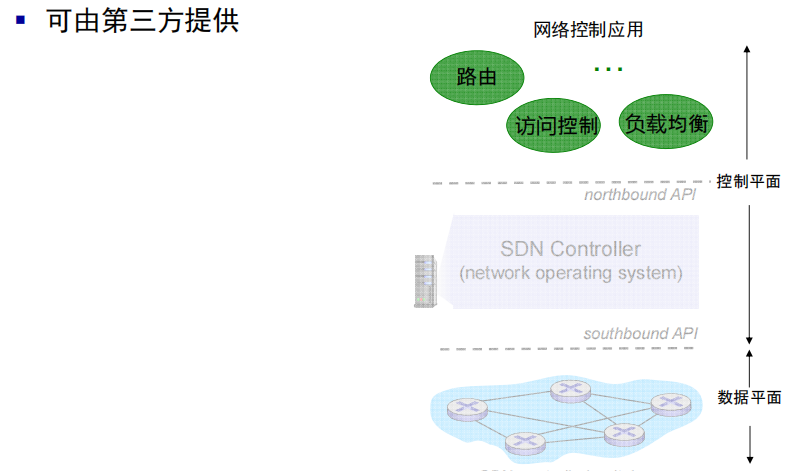 可由第三方提供
网络控制应用
路由
...
访问控制
负载均衡
控制平面
northbound API
SDN Controller
(network operating system)
southbound API
数据平面